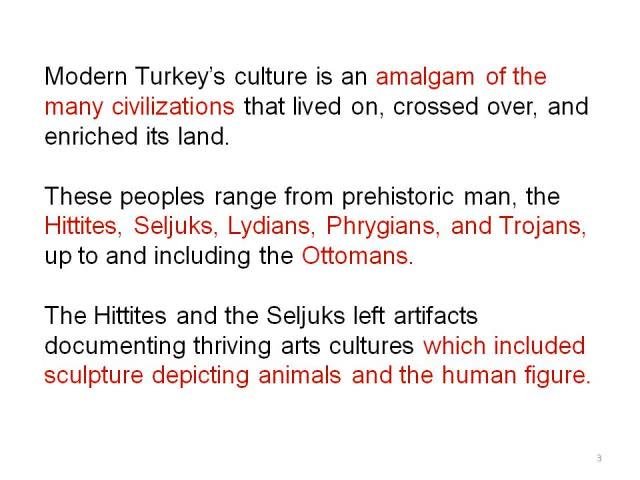 Modern Turkey’s culture is an amalgam of the
many civilizations that lived on, crossed over, and
enriched its land.
These peoples range from prehistoric man, the
Hittites, Seljuks, Lydians, Phrygians, and Trojans,
up to and including the Ottomans.
The Hittites and the Seljuks left artifacts
documenting thriving arts cultures which included
sculpture depicting animals and the human figure.
3